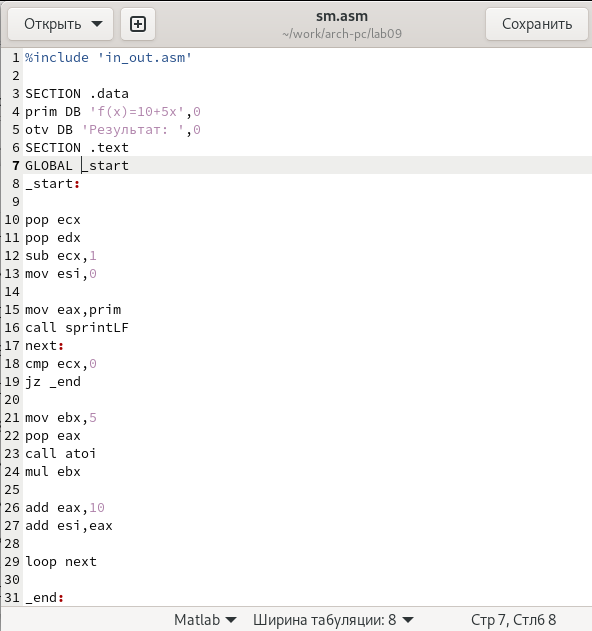 Открыть
sm.asm
~/work/arch-pc/lab09
Сохранить
1 %include 'in_out.asm'
2
3 SECTION .data
4 prim DB 'f(x)=10+5x',0
5 otv DB 'Результат: ',0
6 SECTION .text
7 GLOBAL _start
8 _start:
9
10 pop ecx
11 pop edx
12 sub ecx,1
13 mov esi,0
14
15 mov eax,prim
16 call sprintLF
17 next:
18 cmp ecx,0
19 jz _end
20
21 mov ebx,5
22 pop eax
23 call atoi
24 mul ebx
25
26 add eax,10
27 add esi,eax
28
29 loop next
30
31 _end:
Matlab Ширина табуляции: 8 Стр 7, Стлб 8